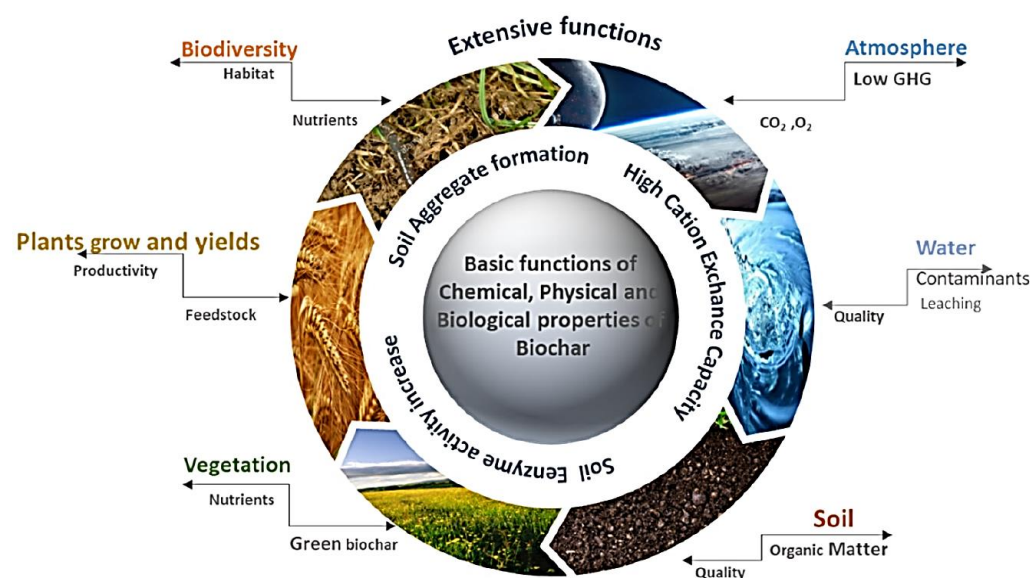 Extensive functions
Biodiversity
Habitat
Nutrients
Atmosphere
Low GHG
CO₂ ,O₂
Soil Aggregate formation
High Cation Exchance Capacity
Soil Eenzyme activity increase
Basic functions of
Chemical, Physical and
Biological properties of
Biochar
Plants grow and yields
Productivity
Feedstock
Water
Contaminants
Leaching
Quality
Vegetation
Nutrients
Green biochar
Soil
Organic Matter
Quality